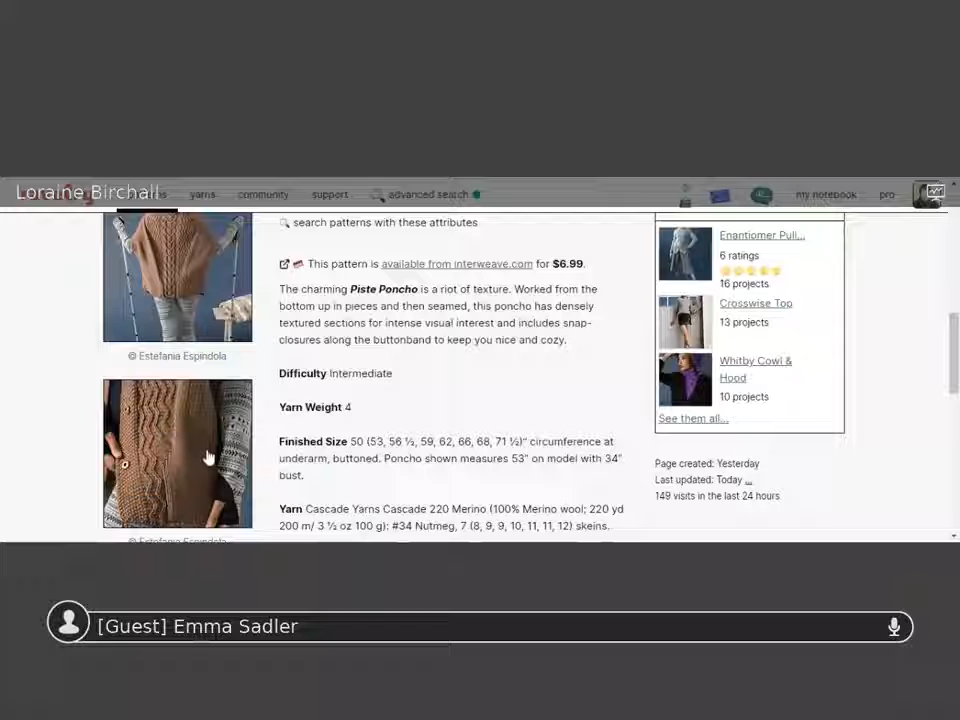 Loraine Birchall
yarns
community
support
advanced search
my notebook
pro
search patterns with these attributes
This pattern is available from interweave.com for $6.99.
The charming Piste Poncho is a riot of texture. Worked from the
bottom up in pieces and then seamed, this poncho has densely
textured sections for intense visual interest and includes snap-
closures along the buttonband to keep you nice and cozy.
Difficulty Intermediate
Yarn Weight 4
Finished Size 50 (53, 56 ½, 59, 62, 66, 68, 71 ½)" circumference at
underarm, buttoned. Poncho shown measures 53" on model with 34"
bust.
Yarn Cascade Yarns Cascade 220 Merino (100% Merino wool; 220 yd
200 m/ 3 ½ oz 100 g): #34 Nutmeg, 7 (8, 9, 9, 10, 11, 11, 12) skeins.
© Estefania Espindola
© Estefania Espindola
Enantiomer Pull...
6 ratings
16 projects
Crosswise Top
13 projects
Whitby Cowl &
Hood
10 projects
See them all...
Page created: Yesterday
Last updated: Today ...
149 visits in the last 24 hours
[Guest] Emma Sadler